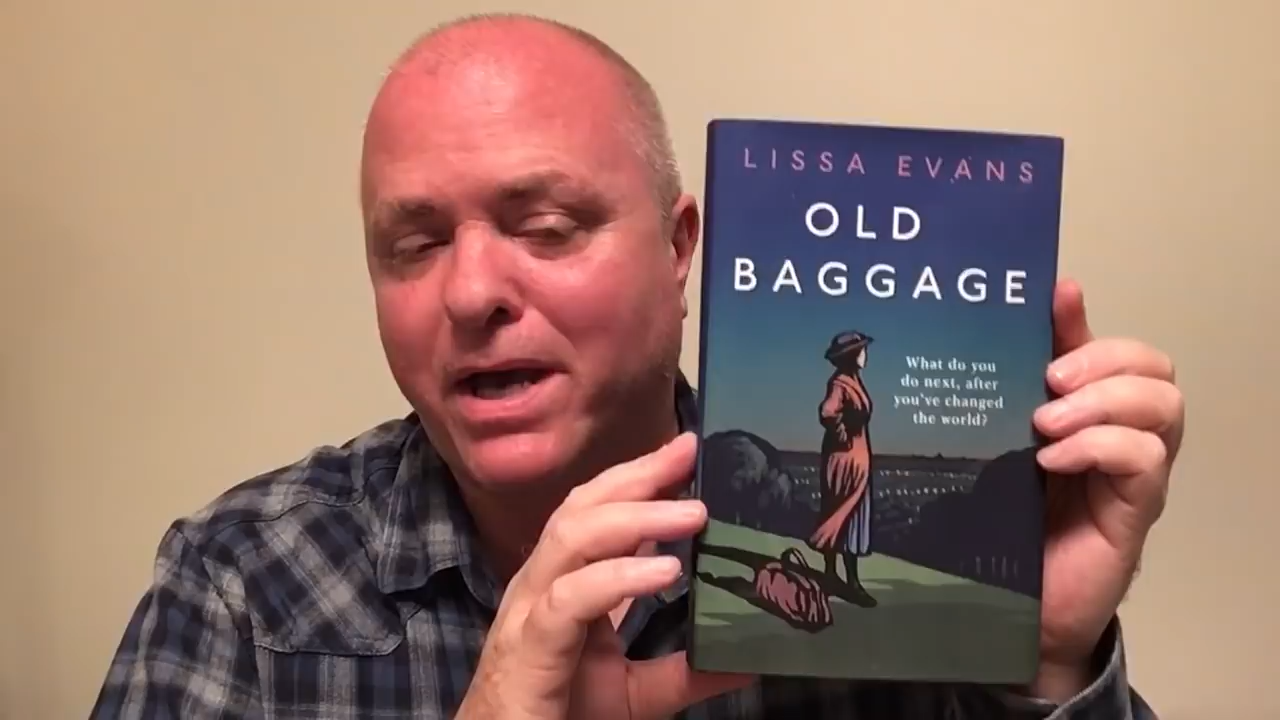 LISSA EVANS
OLD
BAGGAGE
What do you
do next, after
you've changed
the world?